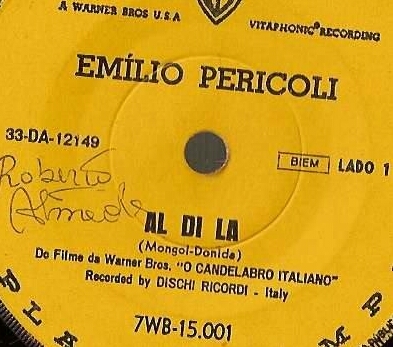 A WARNER BROS U.S.A
VITAPHONIC® RECORDING
EMÍLIO PERICOLI
33-DA-12149
BIEM LADO 1
Roberto
Almeda
AL DI LA
(Mongol-Donida)
Do Filme da Warner Bros. "O CANDELABRO ITALIANO"
Recorded by DISCHI RICORDI - Italy
7WB-15.001